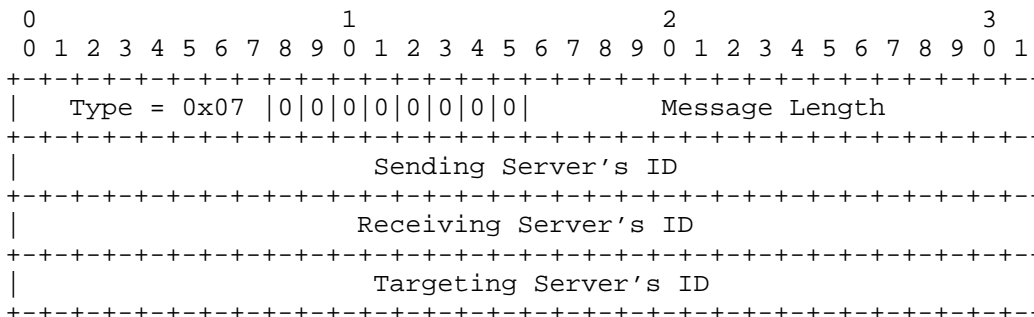 0                   1                   2                   3
 0 1 2 3 4 5 6 7 8 9 0 1 2 3 4 5 6 7 8 9 0 1 2 3 4 5 6 7 8 9 0 1
+-+-+-+-+-+-+-+-+-+-+-+-+-+-+-+-+-+-+-+-+-+-+-+-+-+-+-+-+-+-+-+-
|   Type = 0x07 |0|0|0|0|0|0|0|0|        Message Length
+-+-+-+-+-+-+-+-+-+-+-+-+-+-+-+-+-+-+-+-+-+-+-+-+-+-+-+-+-+-+-+-
|                      Sending Server’s ID
+-+-+-+-+-+-+-+-+-+-+-+-+-+-+-+-+-+-+-+-+-+-+-+-+-+-+-+-+-+-+-+-
|                     Receiving Server’s ID
+-+-+-+-+-+-+-+-+-+-+-+-+-+-+-+-+-+-+-+-+-+-+-+-+-+-+-+-+-+-+-+-
|                      Targeting Server’s ID
+-+-+-+-+-+-+-+-+-+-+-+-+-+-+-+-+-+-+-+-+-+-+-+-+-+-+-+-+-+-+-+-